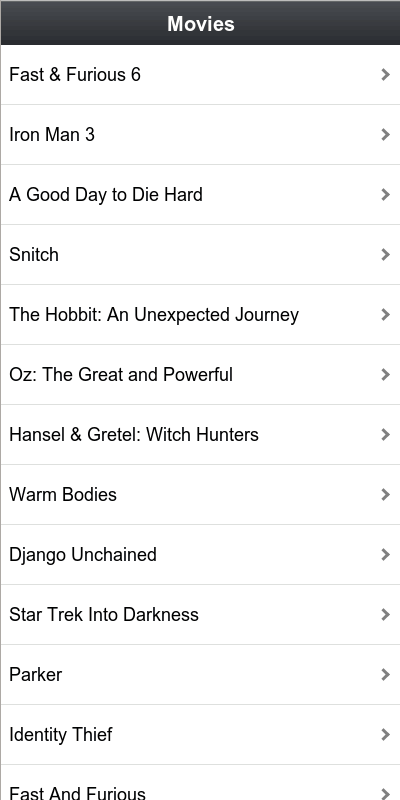 Movies
Fast & Furious 6
Iron Man 3
A Good Day to Die Hard
Snitch
The Hobbit: An Unexpected Journey
Oz: The Great and Powerful
Hansel & Gretel: Witch Hunters
Warm Bodies
Django Unchained
Star Trek Into Darkness
Parker
Identity Thief
Fast And Furious